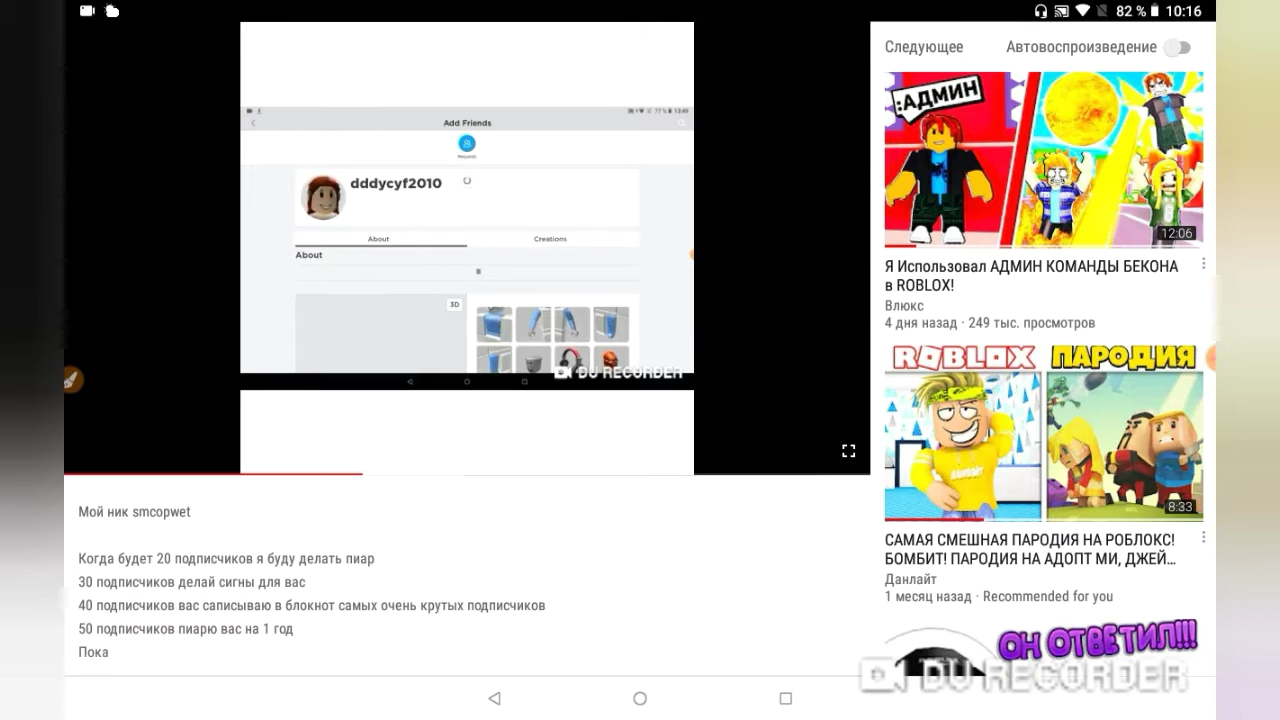 82 % 10:16
Add Friends
Requests
dddycyf2010
About
Creations
About
3D
DU RECORDER
Мой ник smcopwet
Когда будет 20 подписчиков я буду делать пиар
30 подписчиков делай сигны для вас
40 подписчиков вас саписываю в блокнот самых очень крутых подписчиков
50 подписчиков пиарю вас на 1 год
Пока
Следующее
Автовоспроизведение
:АДМИН
12:06
Я Использовал АДМИН КОМАНДЫ БЕКОНА
в ROBLOX!
Влюкс
4 дня назад · 249 тыс. просмотров
ROBLOX ПАРОДИЯ
8:33
САМАЯ СМЕШНАЯ ПАРОДИЯ НА РОБЛОКС!
БОМБИТ! ПАРОДИЯ НА АДОПТ МИ, ДЖЕЙ...
Данлайт
1 месяц назад · Recommended for you
ОН ОТВЕТИЛ!!!
DU RECORDER